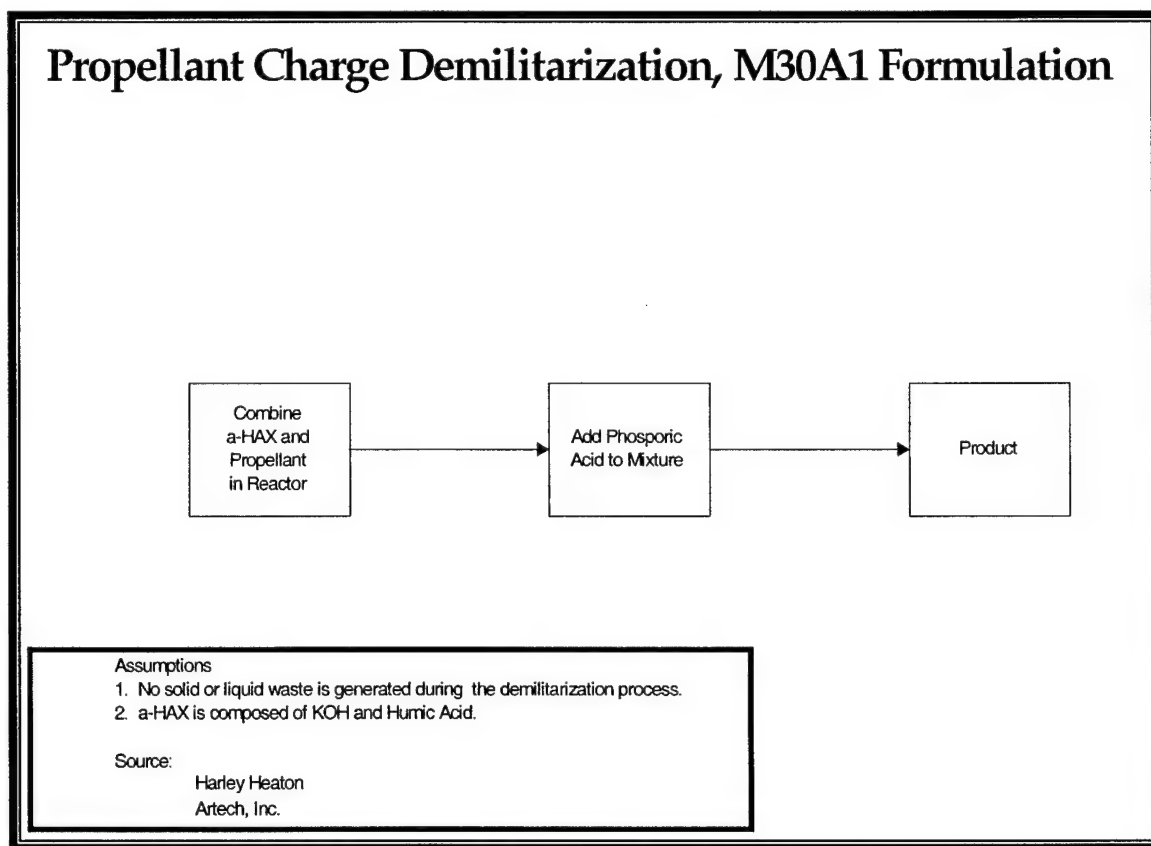 Propellant Charge Demilitarization, M30A1 Formulation
Combine
a-HAX and
Propellant
in Reactor
Add Phosporic
Acid to Mixture
Product
Assumptions
1. No solid or liquid waste is generated during the demilitarization process.
2. a-HAX is composed of KOH and Humic Acid.
Source:
Harley Heaton
Artech, Inc.